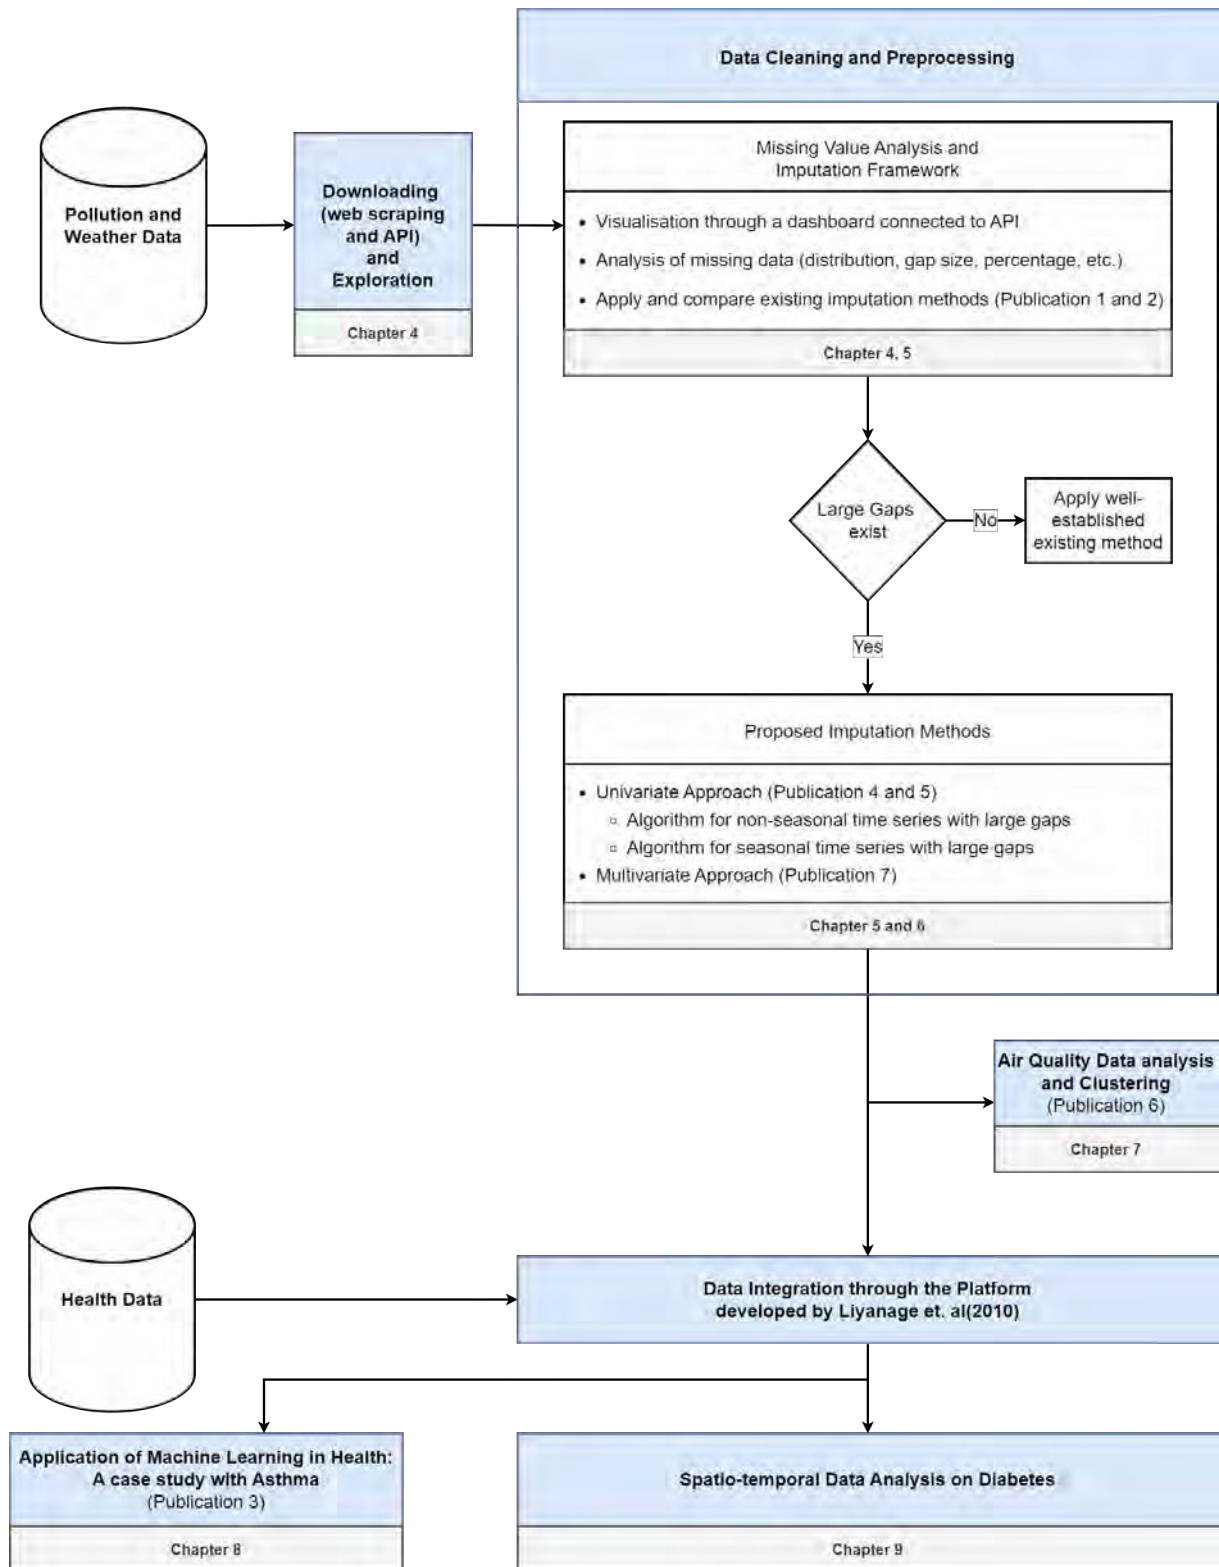 Data Cleaning and Preprocessing
Pollution and
Weather Data
Downloading
(web scraping
and API)
and
Exploration
Chapter 4
Missing Value Analysis and
Imputation Framework
• Visualisation through a dashboard connected to API
• Analysis of missing data (distribution, gap size, percentage, etc.)
• Apply and compare existing imputation methods (Publication 1 and 2)
Chapter 4, 5
Large Gaps
exist
No
Apply well-
established
existing method
Yes
Proposed Imputation Methods
• Univariate Approach (Publication 4 and 5)
▫ Algorithm for non-seasonal time series with large gaps
▫ Algorithm for seasonal time series with large gaps
• Multivariate Approach (Publication 7)
Chapter 5 and 6
Air Quality Data analysis
and Clustering
(Publication 6)
Chapter 7
Health Data
Data Integration through the Platform
developed by Liyanage et. al(2010)
Application of Machine Learning in Health:
A case study with Asthma
(Publication 3)
Chapter 8
Spatio-temporal Data Analysis on Diabetes
Chapter 9